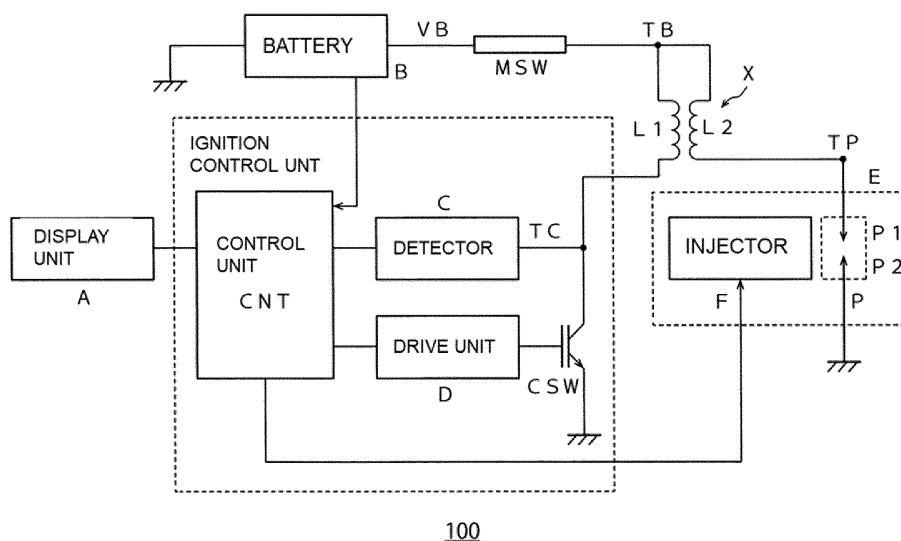 BATTERY
B
VB
MSW
TB
X
L1
L2
TP
E
IGNITION
CONTROL UNT
C
DISPLAY
UNIT
A
CONTROL
UNIT
CNT
DETECTOR
TC
INJECTOR
P1
P2
F
P
DRIVE UNIT
D
CSW
100